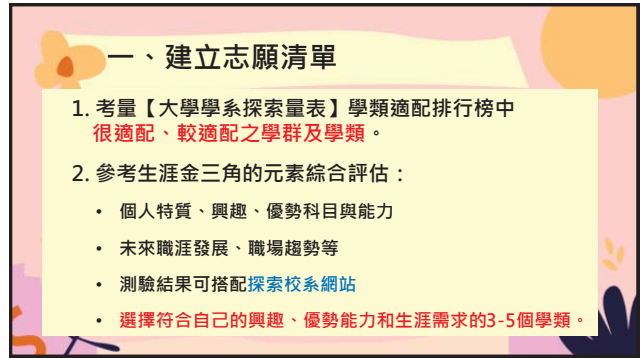 一、建立志願清單
1. 考量【大學學系探索量表】學類適配排行榜中
很適配、較適配之學群及學類。
2. 參考生涯金三角的元素綜合評估：
• 個人特質、興趣、優勢科目與能力
• 未來職涯發展、職場趨勢等
• 測驗結果可搭配探索校系網站
• 選擇符合自己的興趣、優勢能力和生涯需求的3-5個學類。